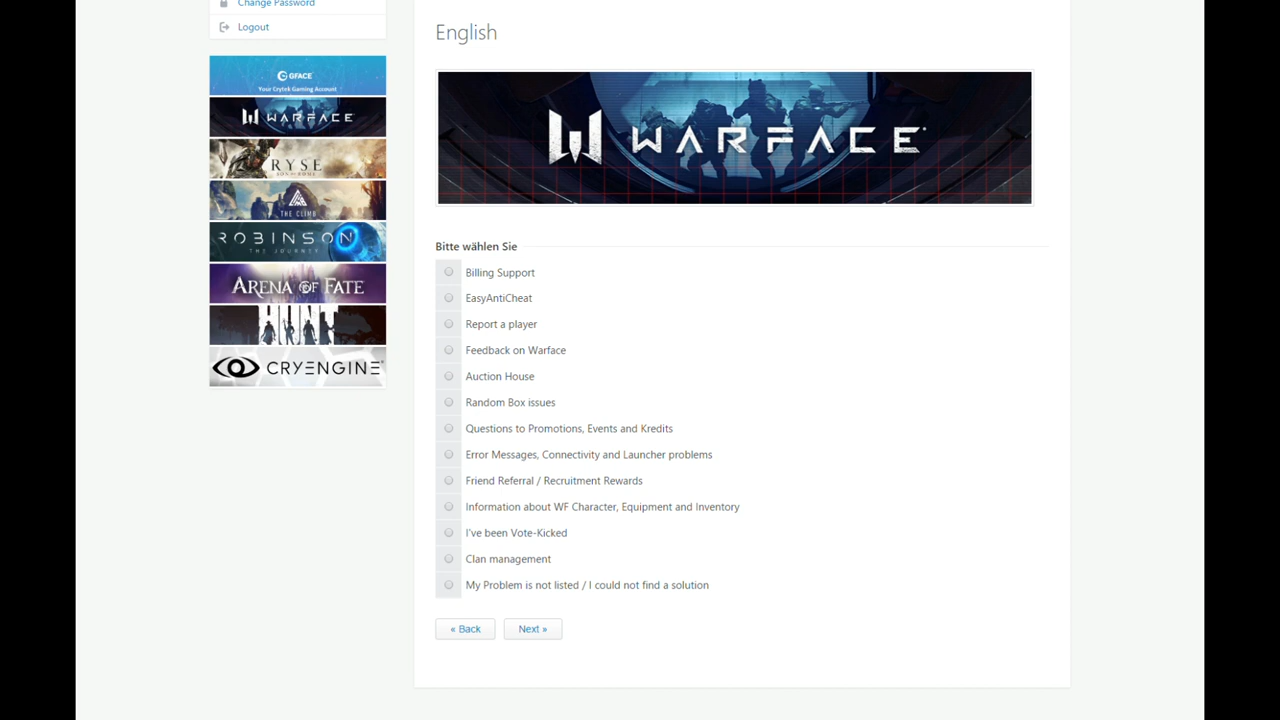 Change Password
Logout
GFACE
Your Crytek Gaming Account
WARFACE
RYSE
SON OF ROME
THE CLIMB
ROBINSON
THE JOURNEY
ARENA OF FATE
HUNT
CRYENGINE
English
WARFACE
Bitte wählen Sie
Billing Support
EasyAntiCheat
Report a player
Feedback on Warface
Auction House
Random Box issues
Questions to Promotions, Events and Kredits
Error Messages, Connectivity and Launcher problems
Friend Referral / Recruitment Rewards
Information about WF Character, Equipment and Inventory
I've been Vote-Kicked
Clan management
My Problem is not listed / I could not find a solution
« Back
Next »